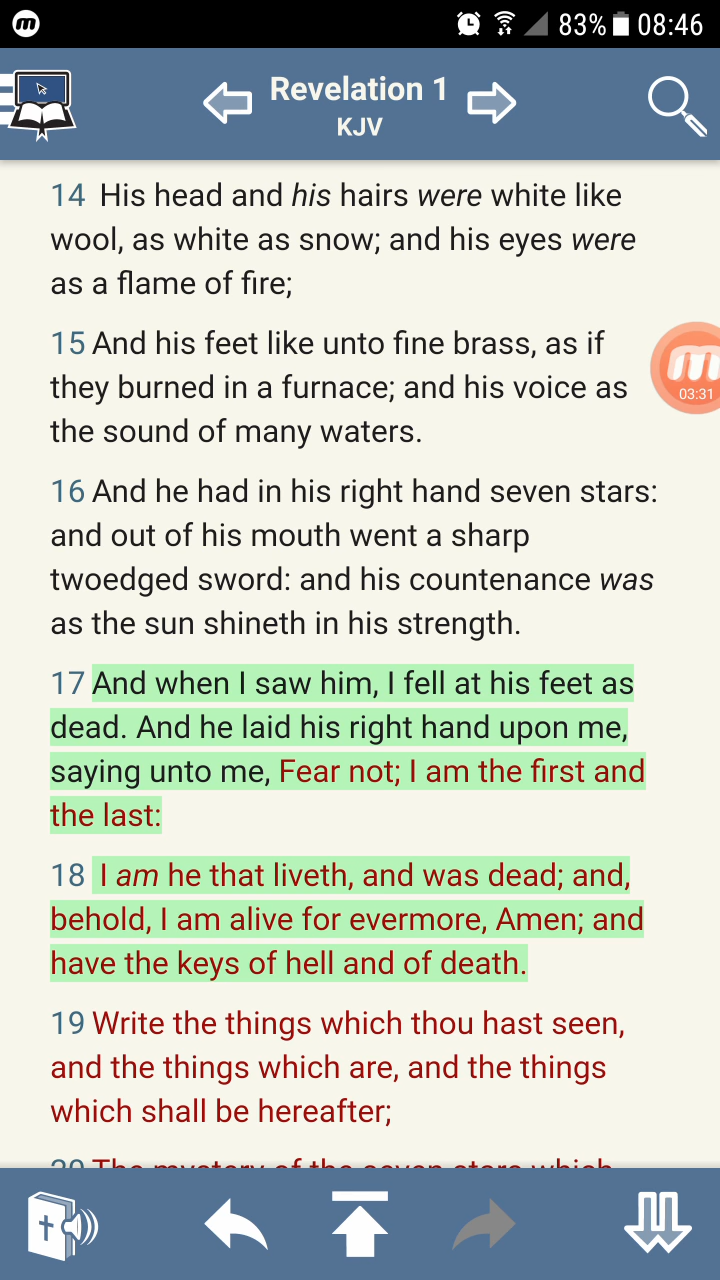 83% 08:46
Revelation 1
KJV
14 His head and his hairs were white like
wool, as white as snow; and his eyes were
as a flame of fire;
15 And his feet like unto fine brass, as if
they burned in a furnace; and his voice as
the sound of many waters.
03:31
16 And he had in his right hand seven stars:
and out of his mouth went a sharp
twoedged sword: and his countenance was
as the sun shineth in his strength.
17 And when I saw him, I fell at his feet as
dead. And he laid his right hand upon me,
saying unto me, Fear not; I am the first and
the last:
18 I am he that liveth, and was dead; and,
behold, I am alive for evermore, Amen; and
have the keys of hell and of death.
19 Write the things which thou hast seen,
and the things which are, and the things
which shall be hereafter;
20 The mystery of the seven stars which